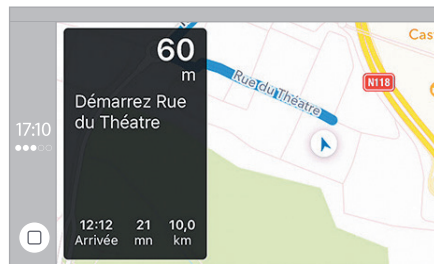 17:10
60
m
Démarrez Rue
du Théatre
12:12 21 10,0
Arrivée mn km
Rue du Théatre
N118